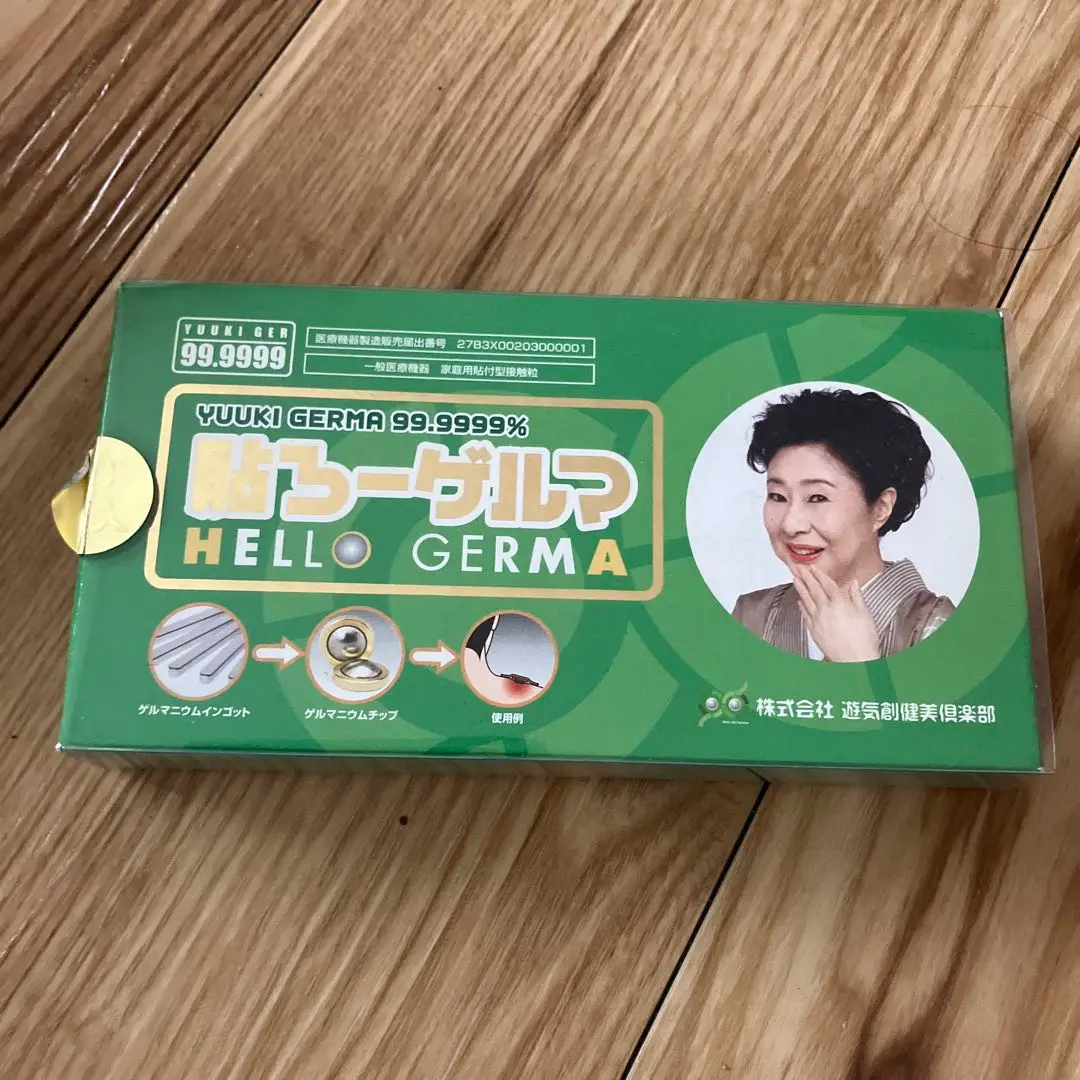 YUUKI GER
99.9999
医療機器製造販売届出番号 27B3X00203000001
一般医療機器 家庭用貼付型接触粒
YUUKI GERMA 99.9999%
貼ろーゲルマ
HELLO GERMA
ゲルマニウムインゴット
ゲルマニウムチップ
使用例
株式会社 遊気創健美倶楽部